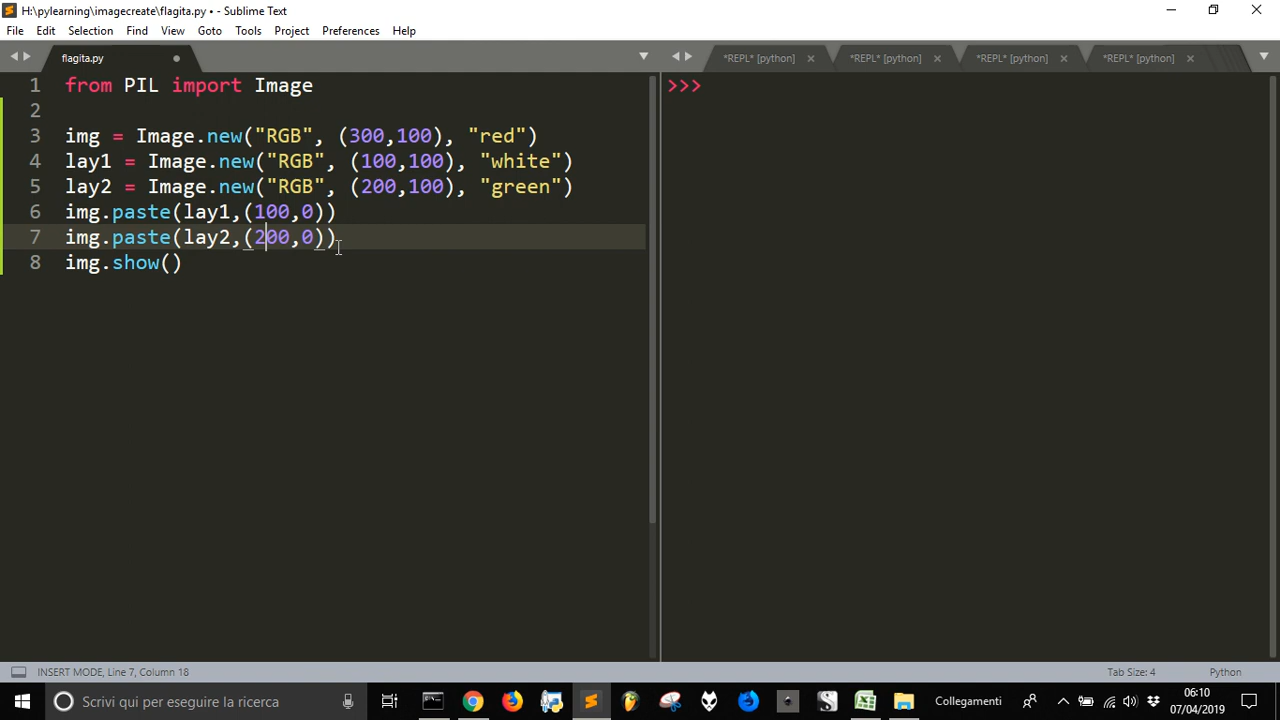 H:\pylearning\imagecreate\flagita.py • - Sublime Text
File Edit Selection Find View Goto Tools Project Preferences Help
flagita.py
*REPL* [python] *REPL* [python] *REPL* [python] *REPL* [python]
1 from PIL import Image
>>>
2
3 img = Image.new("RGB", (300,100), "red")
4 lay1 = Image.new("RGB", (100,100), "white")
5 lay2 = Image.new("RGB", (200,100), "green")
6 img.paste(lay1,(100,0))
7 img.paste(lay2,(200,0))
8 img.show()
INSERT MODE, Line 7, Column 18 Tab Size: 4 Python
Scrivi qui per eseguire la ricerca
Collegamenti
06:10
07/04/2019